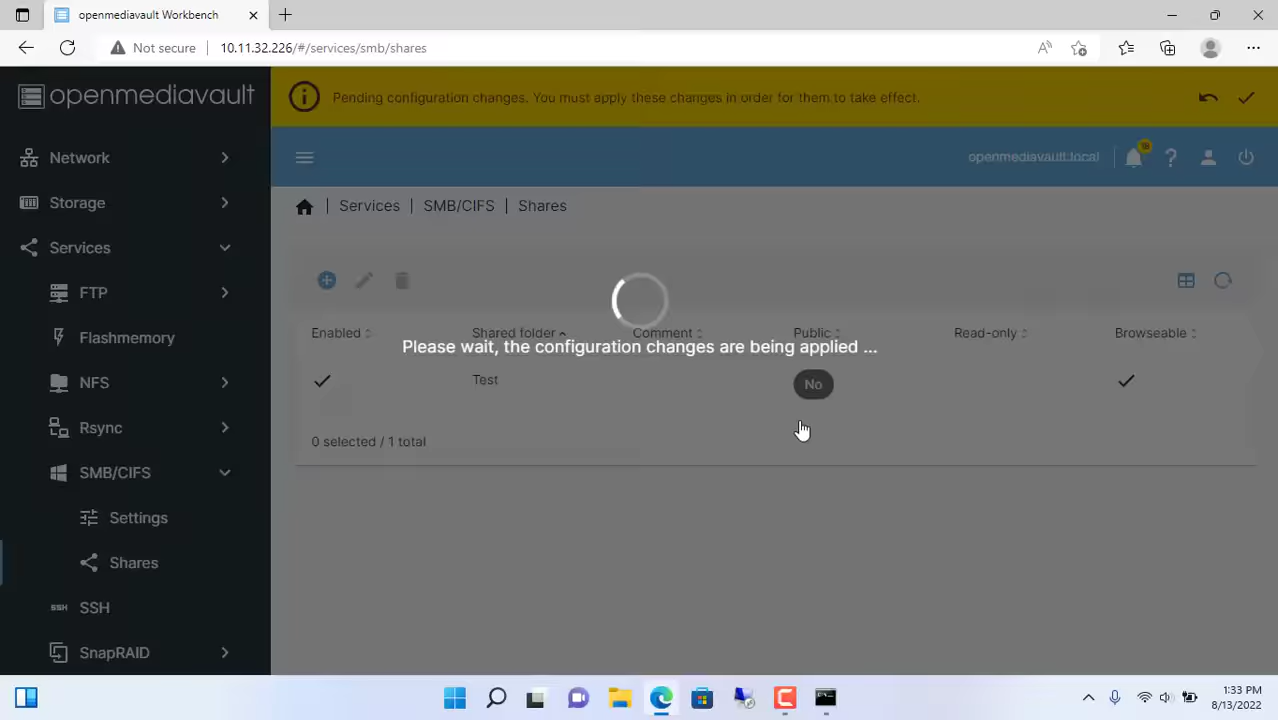 openmediavault Workbench
Not secure
10.11.32.226/#/services/smb/shares
openmediavault
Pending configuration changes. You must apply these changes in order for them to take effect.
Network
openmediavault.local
Storage
Services | SMB/CIFS | Shares
Services
FTP
Enabled Shared folder Comment Public Read-only Browseable
Flashmemory
Please wait, the configuration changes are being applied ...
NFS
Test
No
Rsync
0 selected / 1 total
SMB/CIFS
Settings
Shares
SSH SSH
SnapRAID
1:33 PM
8/13/2022